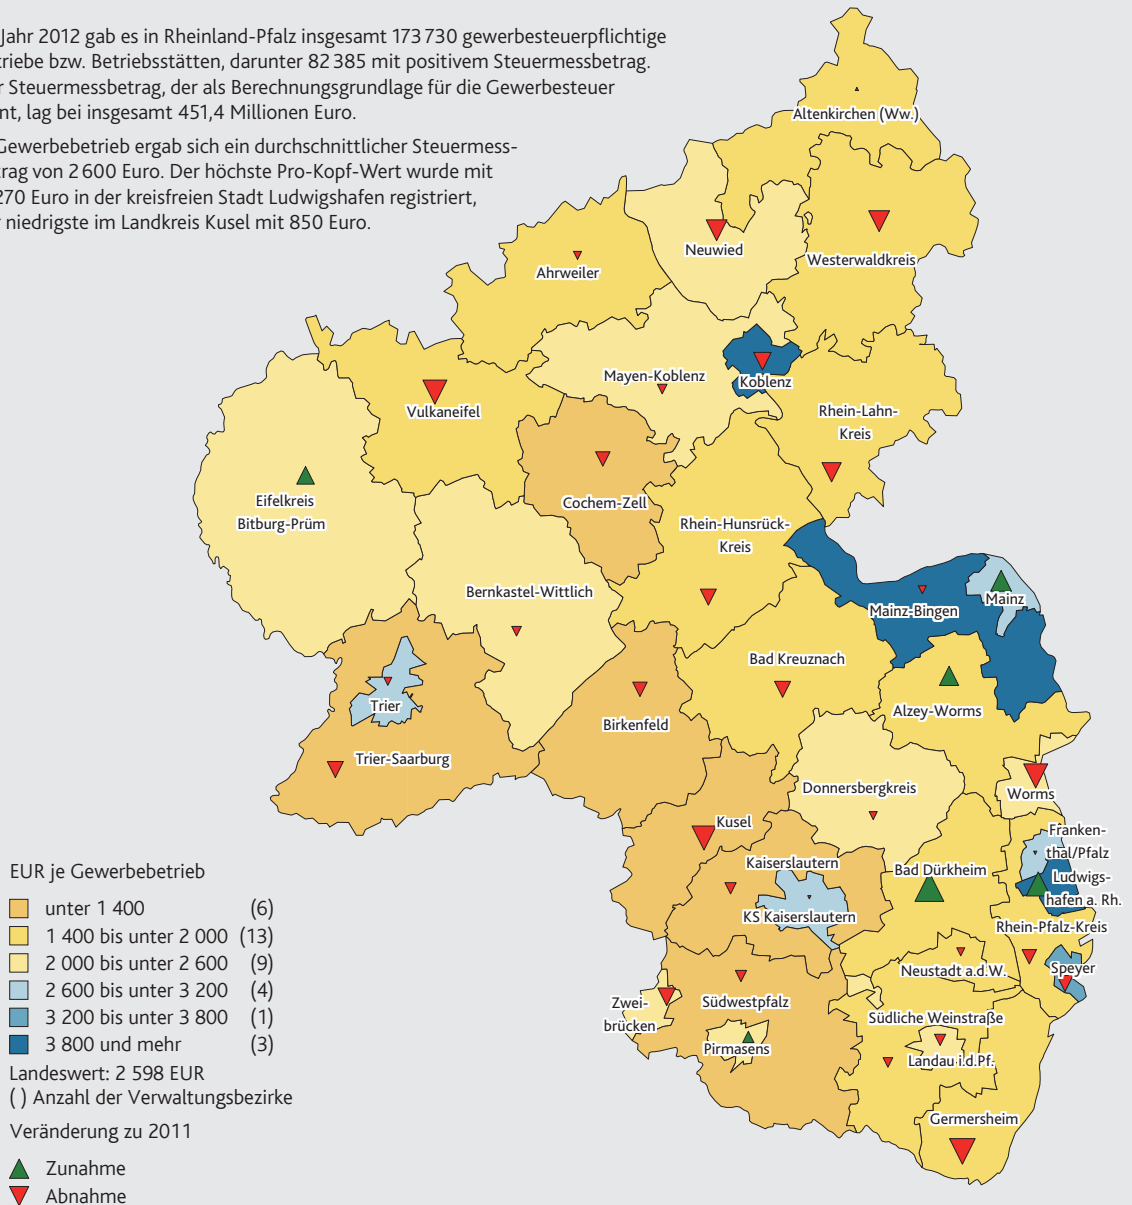 Jahr 2012 gab es in Rheinland-Pfalz insgesamt 173 730 gewerbesteuerpflichtige
triebe bzw. Betriebsstätten, darunter 82 385 mit positivem Steuermessbetrag.
r Steuermessbetrag, der als Berechnungsgrundlage für die Gewerbesteuer
nt, lag bei insgesamt 451,4 Millionen Euro.
Gewerbebetrieb ergab sich ein durchschnittlicher Steuermess-
trag von 2 600 Euro. Der höchste Pro-Kopf-Wert wurde mit
270 Euro in der kreisfreien Stadt Ludwigshafen registriert,
r niedrigste im Landkreis Kusel mit 850 Euro.
Altenkirchen (Ww.)
Neuwied
Westerwaldkreis
Ahrweiler
Mayen-Koblenz
Koblenz
Vulkaneifel
Rhein-Lahn-
Kreis
Cochem-Zell
Eifelkreis
Bitburg-Prüm
Rhein-Hunsrück-
Kreis
Bernkastel-Wittlich
Mainz-Bingen
Mainz
Bad Kreuznach
Trier
Birkenfeld
Alzey-Worms
Trier-Saarburg
Donnersbergkreis
Worms
Kusel
Franken-
thal/Pfalz
Kaiserslautern
Bad Dürkheim
Ludwigs-
hafen a. Rh.
KS Kaiserslautern
Rhein-Pfalz-Kreis
Neustadt a.d.W.
Speyer
Zwei-
brücken
Südwestpfalz
Südliche Weinstraße
Pirmasens
Landau i.d.Pf.
Germersheim
EUR je Gewerbebetrieb
unter 1 400 (6)
1 400 bis unter 2 000 (13)
2 000 bis unter 2 600 (9)
2 600 bis unter 3 200 (4)
3 200 bis unter 3 800 (1)
3 800 und mehr (3)
Landeswert: 2 598 EUR
( ) Anzahl der Verwaltungsbezirke
Veränderung zu 2011
Zunahme
Abnahme